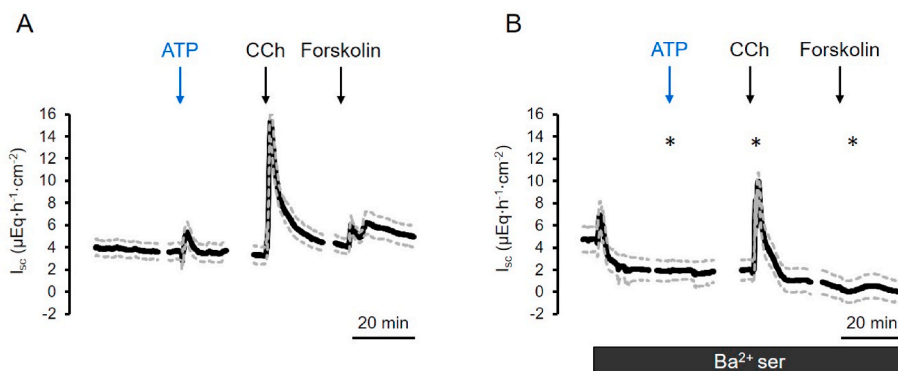 A
ATP CCh Forskolin
16
14
12
10
8
6
4
2
0
-2
Isc (µEq·h⁻¹·cm⁻²)
20 min
B
ATP CCh Forskolin
* * *
16
14
12
10
8
6
4
2
0
-2
Isc (µEq·h⁻¹·cm⁻²)
20 min
Ba²⁺ ser